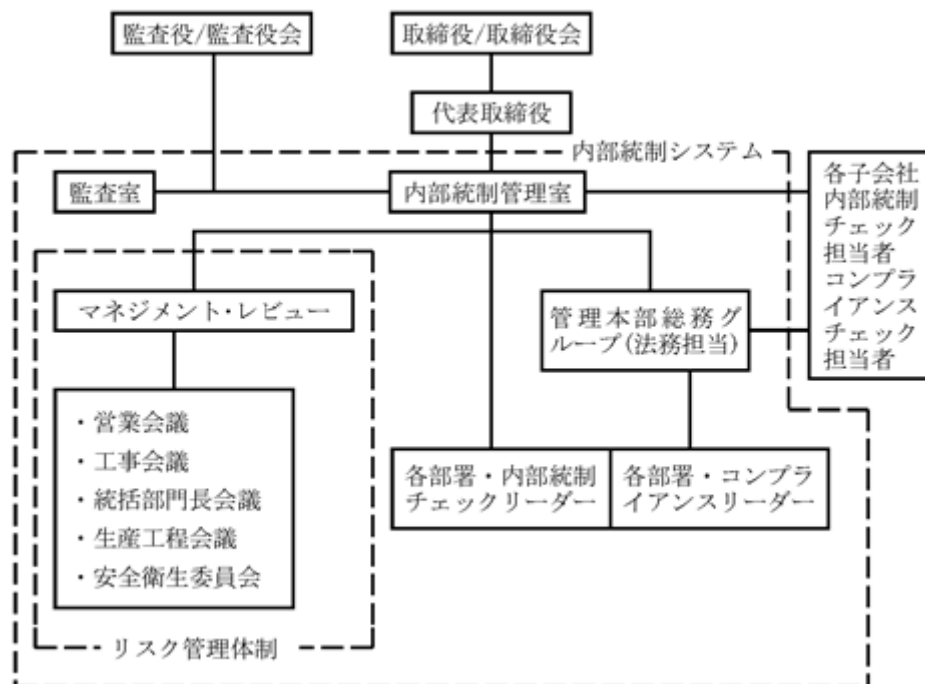 監査役/監査役会
取締役/取締役会
代表取締役
内部統制システム
監査室
内部統制管理室
各子会社
内部統制
チェック
担当者
コンプラ
イアンス
チェック
担当者
マネジメント・レビュー
管理本部総務グ
ループ(法務担当)
・営業会議
・工事会議
・統括部門長会議
・生産工程会議
・安全衛生委員会
各部署・内部統制
チェックリーダー
各部署・コンプラ
イアンスリーダー
リスク管理体制